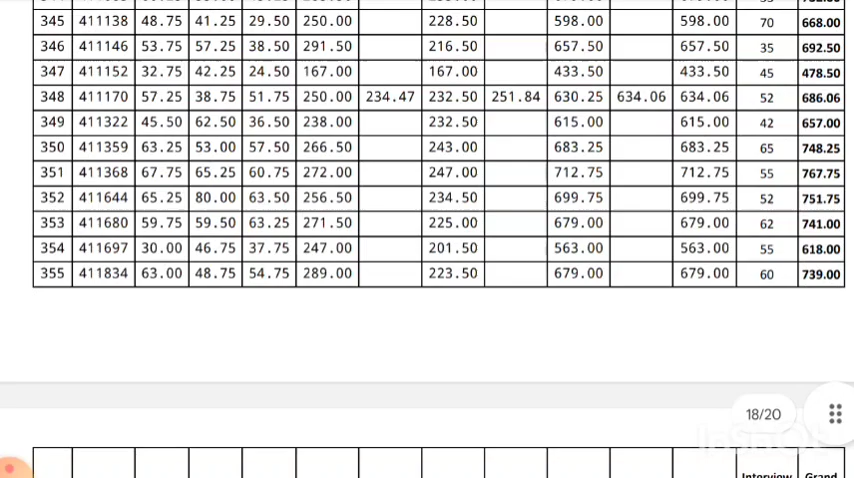 345 411138 48.75 41.25 29.50 250.00 228.50 598.00 598.00 70 668.00
346 411146 53.75 57.25 38.50 291.50 216.50 657.50 657.50 35 692.50
347 411152 32.75 42.25 24.50 167.00 167.00 433.50 433.50 45 478.50
348 411170 57.25 38.75 51.75 250.00 234.47 232.50 251.84 630.25 634.06 634.06 52 686.06
349 411322 45.50 62.50 36.50 238.00 232.50 615.00 615.00 42 657.00
350 411359 63.25 53.00 57.50 266.50 243.00 683.25 683.25 65 748.25
351 411368 67.75 65.25 60.75 272.00 247.00 712.75 712.75 55 767.75
352 411644 65.25 80.00 63.50 256.50 234.50 699.75 699.75 52 751.75
353 411680 59.75 59.50 63.25 271.50 225.00 679.00 679.00 62 741.00
354 411697 30.00 46.75 37.75 247.00 201.50 563.00 563.00 55 618.00
355 411834 63.00 48.75 54.75 289.00 223.50 679.00 679.00 60 739.00
18/20
InShOt
Interview Grand